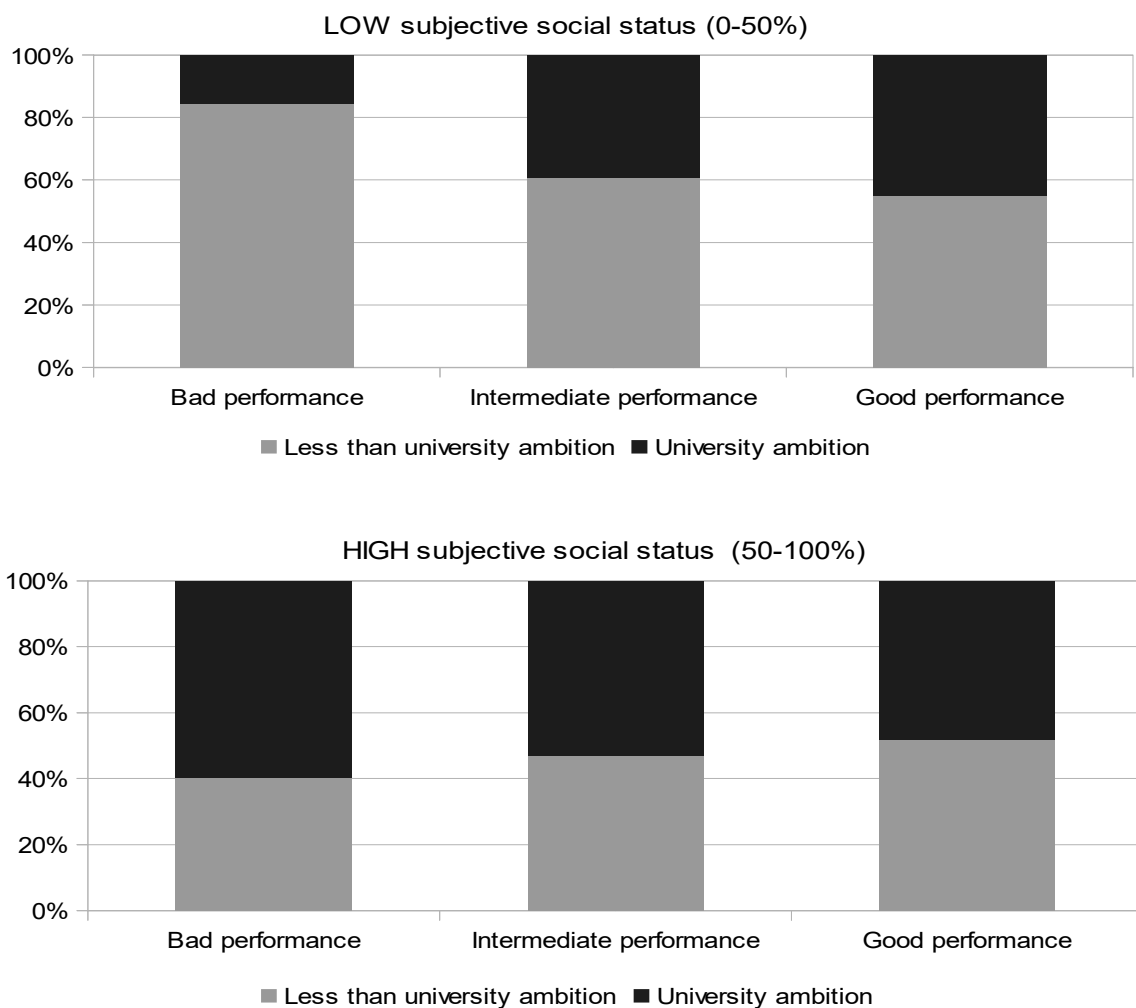 LOW subjective social status (0-50%)
100%
80%
60%
40%
20%
0%
Bad performance Intermediate performance Good performance
Less than university ambition University ambition
HIGH subjective social status (50-100%)
100%
80%
60%
40%
20%
0%
Bad performance Intermediate performance Good performance
Less than university ambition University ambition